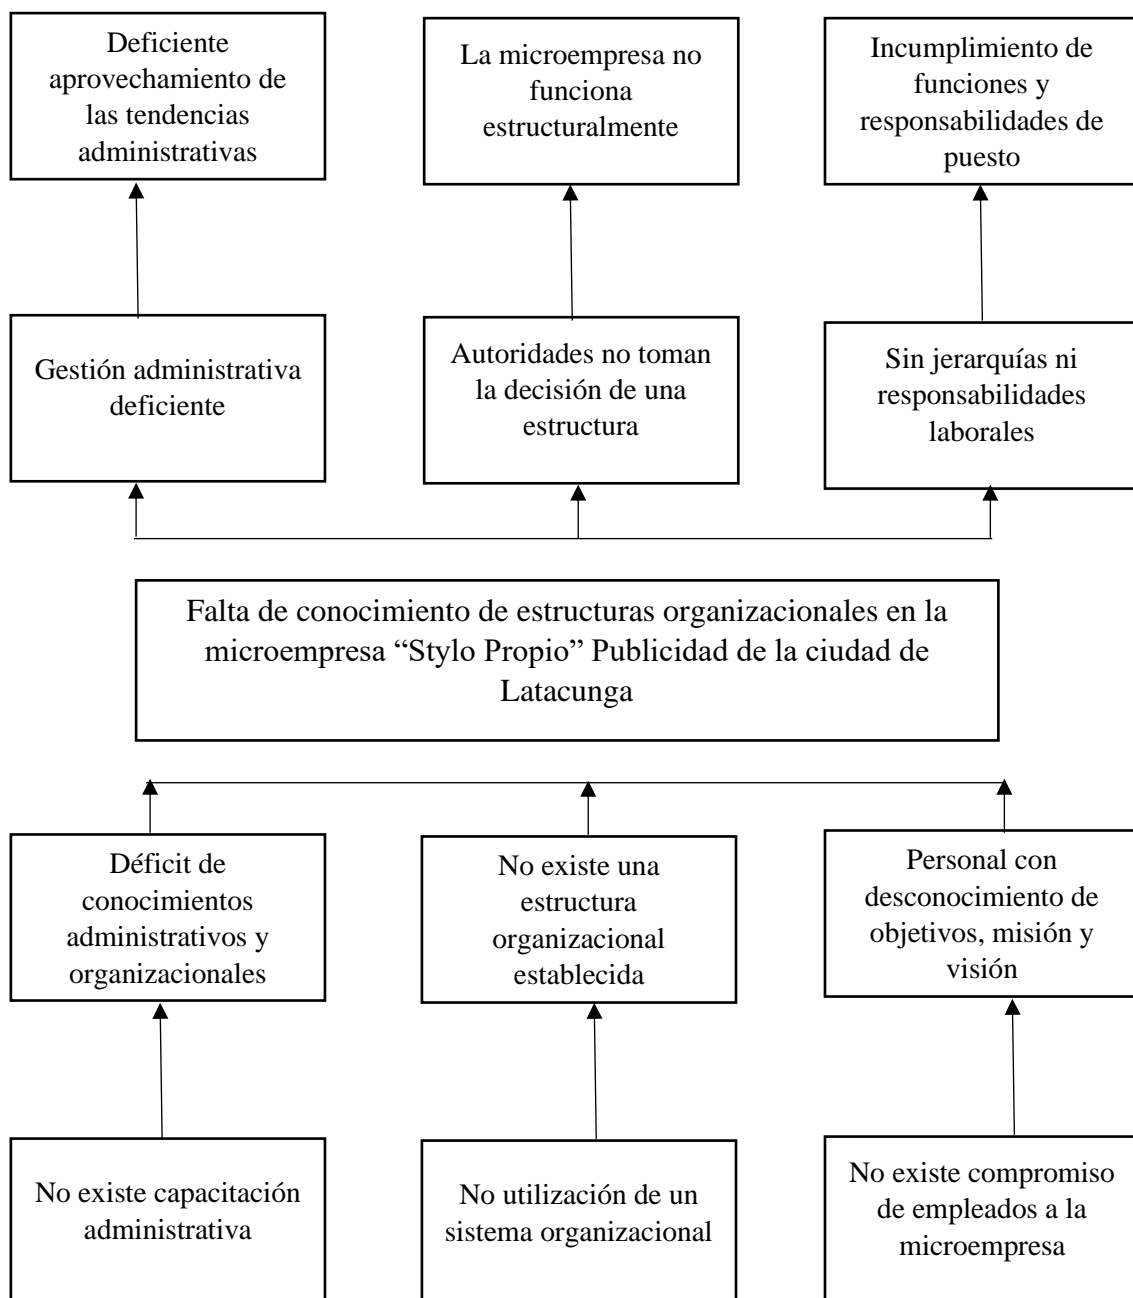 Deficiente
aprovechamiento de
las tendencias
administrativas
La microempresa no
funciona
estructuralmente
Incumplimiento de
funciones y
responsabilidades de
puesto
Gestión administrativa
deficiente
Autoridades no toman
la decisión de una
estructura
Sin jerarquías ni
responsabilidades
laborales
Falta de conocimiento de estructuras organizacionales en la
microempresa “Stylo Propio” Publicidad de la ciudad de
Latacunga
Déficit de
conocimientos
administrativos y
organizacionales
No existe una
estructura
organizacional
establecida
Personal con
desconocimiento de
objetivos, misión y
visión
No existe capacitación
administrativa
No utilización de un
sistema organizacional
No existe compromiso
de empleados a la
microempresa